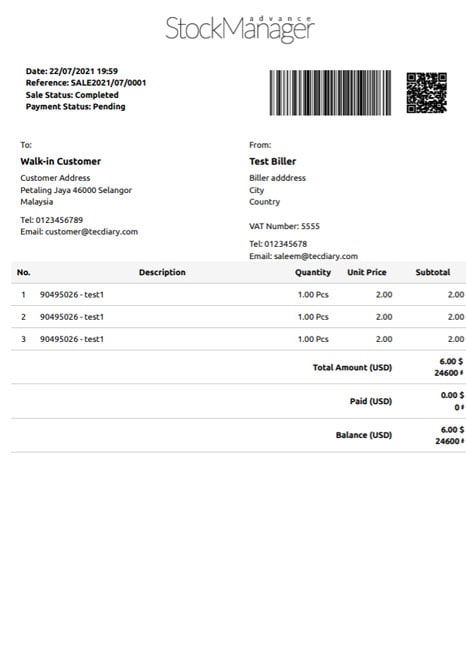 StockManager
advance
Date: 22/07/2021 19:59
Reference: SALE2021/07/0001
Sale Status: Completed
Payment Status: Pending
To:
Walk-in Customer
Customer Address
Petaling Jaya 46000 Selangor
Malaysia
Tel: 0123456789
Email: customer@tecdiary.com
From:
Test Biller
Biller adddress
City
Country
VAT Number: 5555
Tel: 012345678
Email: saleem@tecdiary.com
No. Description Quantity Unit Price Subtotal
1 90495026 - test1 1.00 Pcs 2.00 2.00
2 90495026 - test1 1.00 Pcs 2.00 2.00
3 90495026 - test1 1.00 Pcs 2.00 2.00
Total Amount (USD) 6.00 $
24600 ៛
Paid (USD) 0.00 $
0 ៛
Balance (USD) 6.00 $
24600 ៛